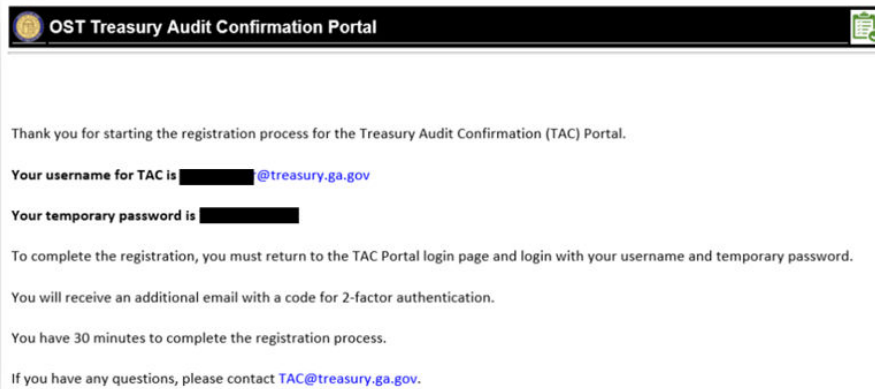 OST Treasury Audit Confirmation Portal
Thank you for starting the registration process for the Treasury Audit Confirmation (TAC) Portal.
Your username for TAC is @treasury.ga.gov
Your temporary password is
To complete the registration, you must return to the TAC Portal login page and login with your username and temporary password.
You will receive an additional email with a code for 2-factor authentication.
You have 30 minutes to complete the registration process.
If you have any questions, please contact TAC@treasury.ga.gov.